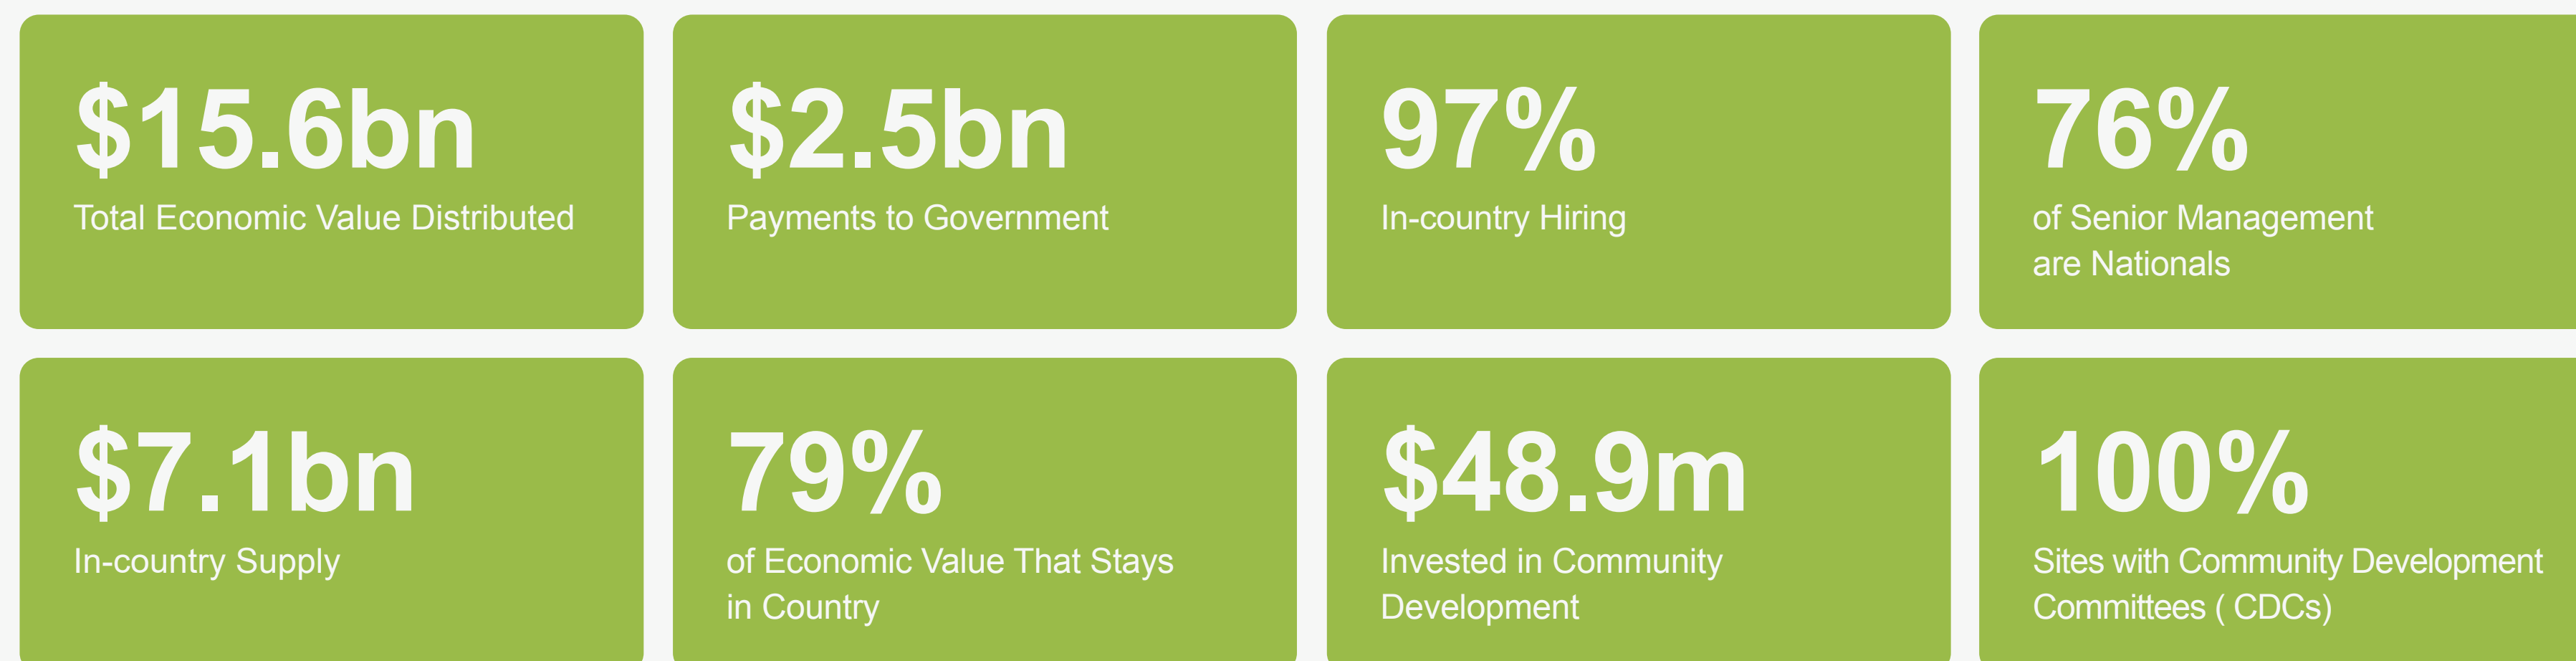 $15.6bn
Total Economic Value Distributed
$2.5bn
Payments to Government
97%
In-country Hiring
76%
of Senior Management
are Nationals
$7.1bn
In-country Supply
79%
of Economic Value That Stays
in Country
$48.9m
Invested in Community
Development
100%
Sites with Community Development
Committees ( CDCs)